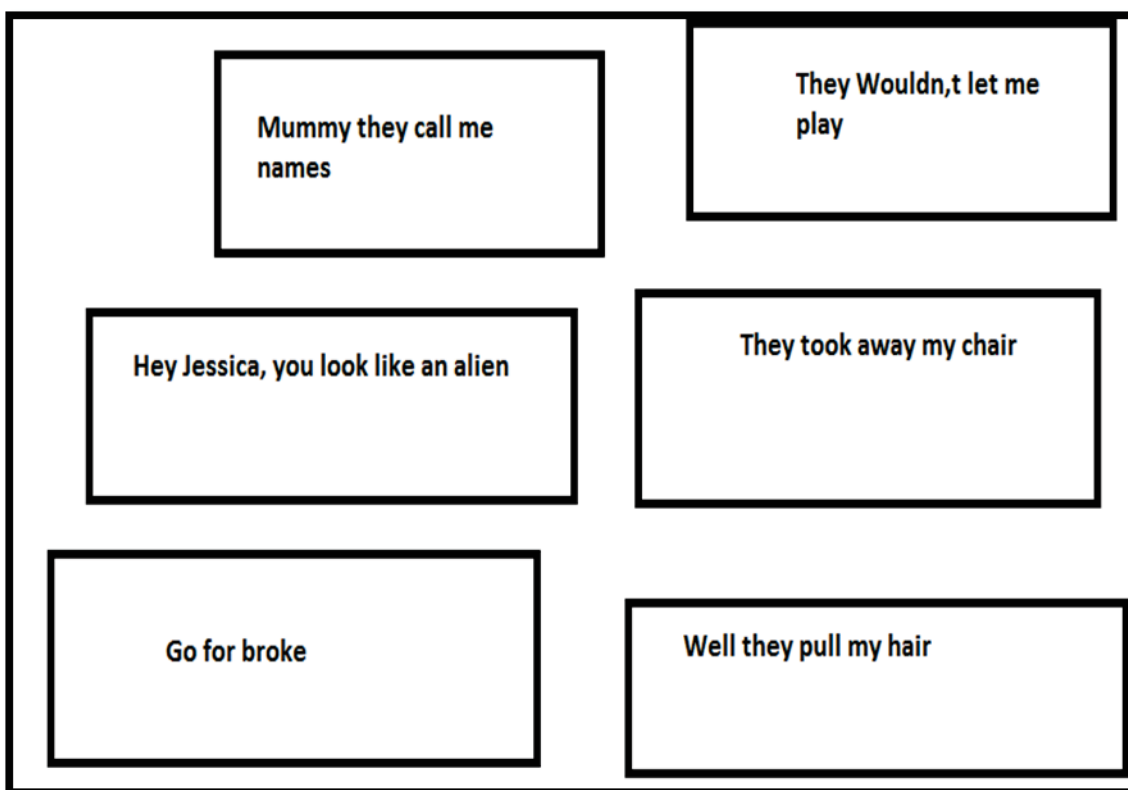 Mummy they call me
names
They Wouldn,t let me
play
Hey Jessica, you look like an alien
They took away my chair
Go for broke
Well they pull my hair